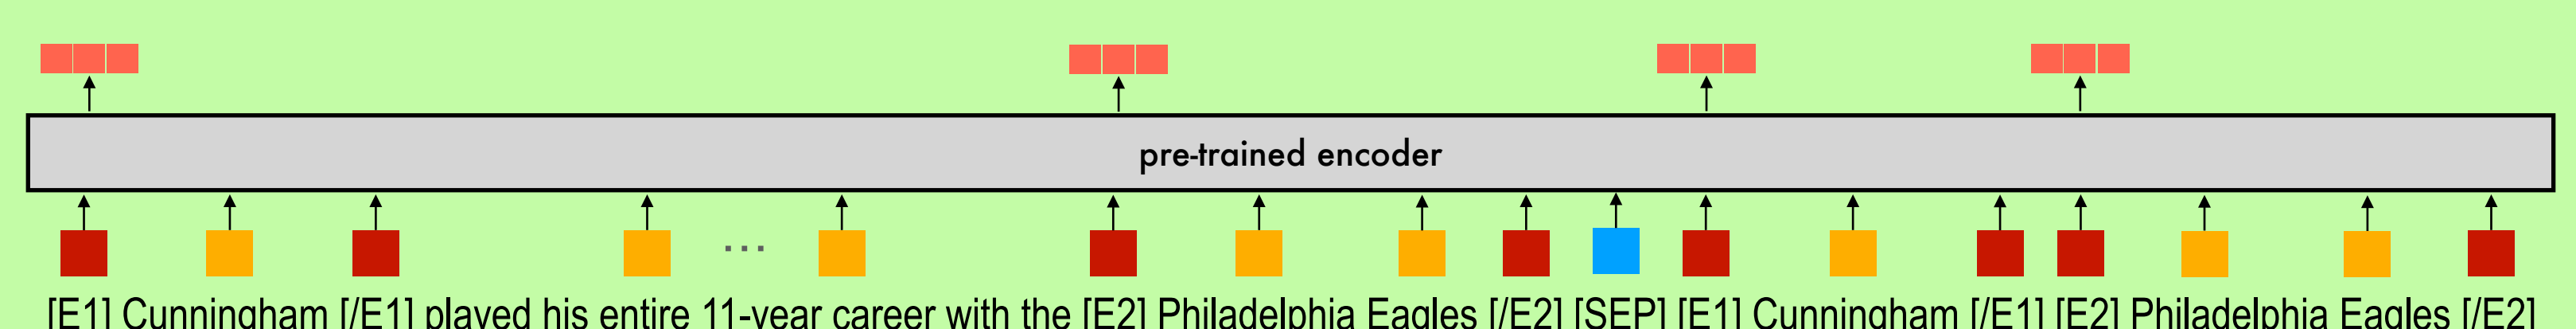 pre-trained encoder
...
[E1] Cunningham [/E1] played his entire 11-year career with the [E2] Philadelphia Eagles [/E2] [SEP] [E1] Cunningham [/E1] [E2] Philadelphia Eagles [/E2]